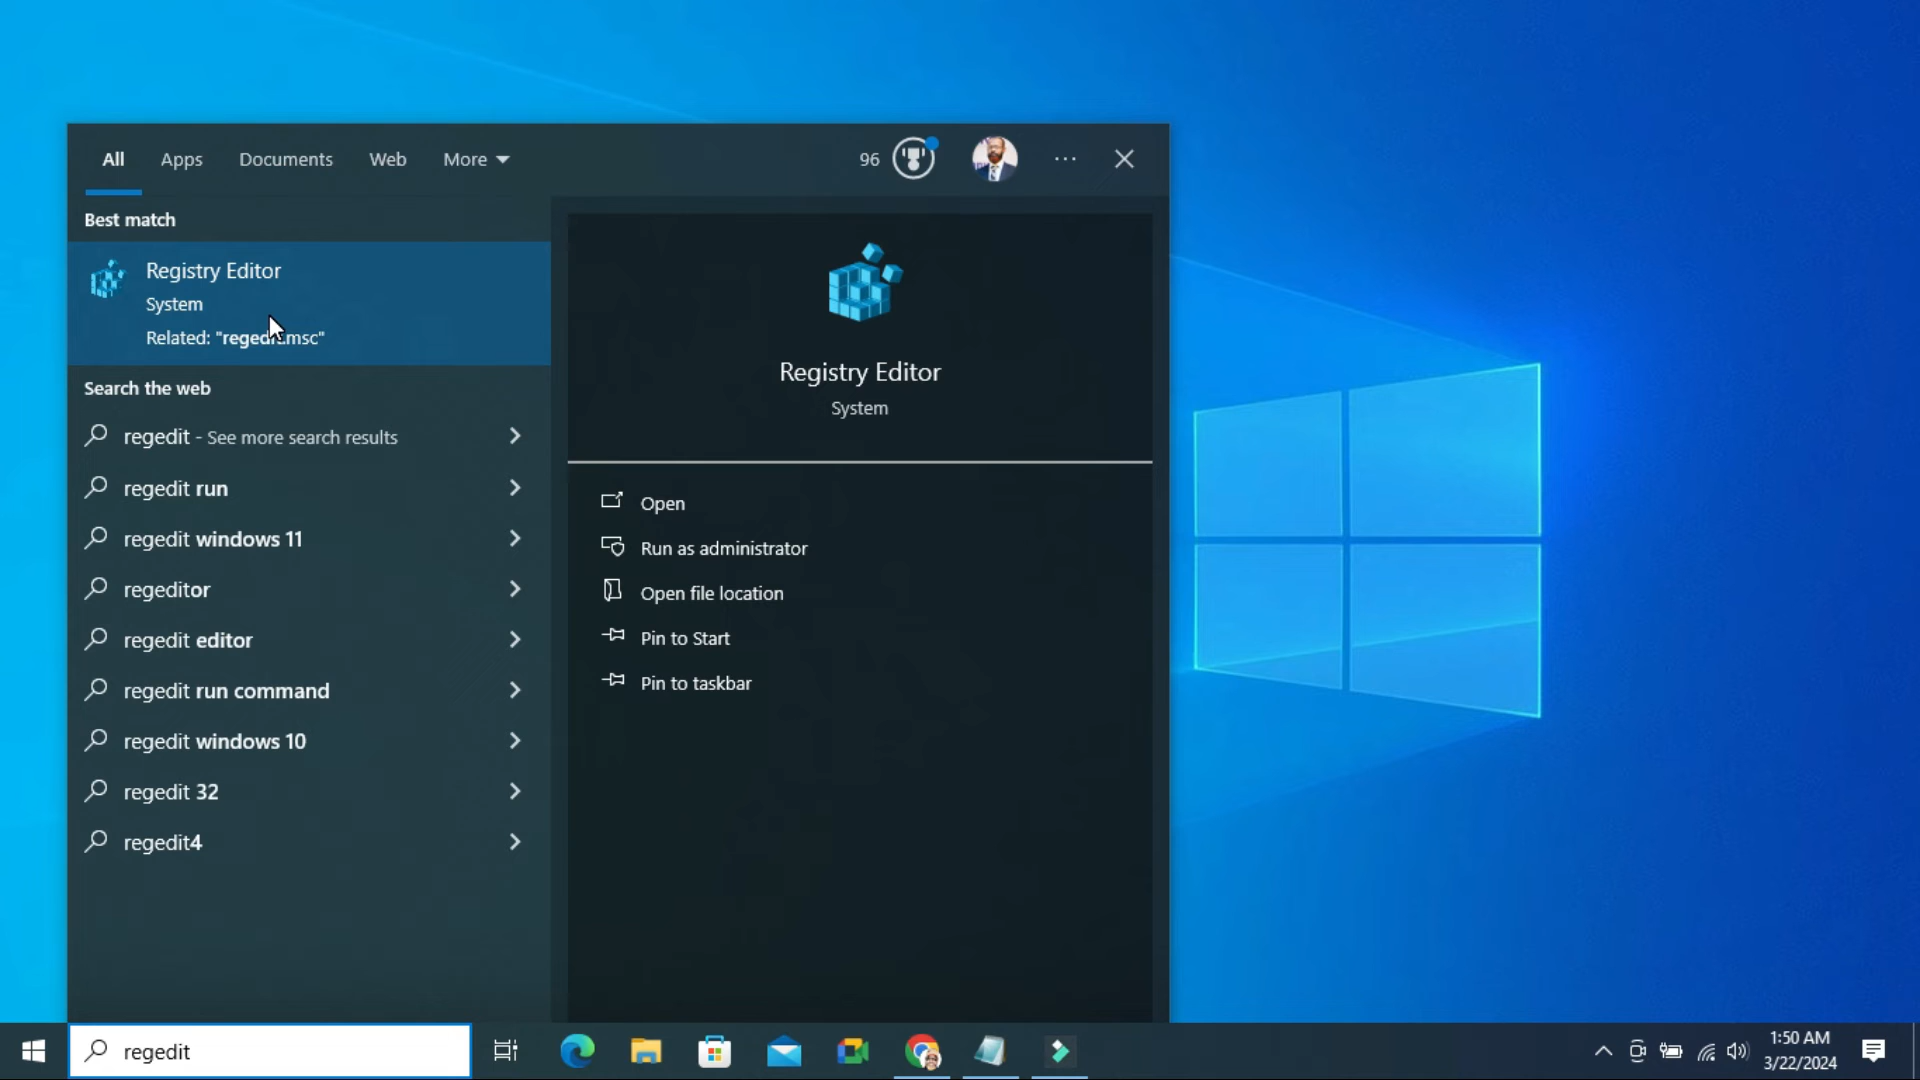 All Apps Documents Web More 96
Best match
Registry Editor
System
Related: "regedit.msc"
Search the web
regedit - See more search results
regedit run
regedit windows 11
regeditor
regedit editor
regedit run command
regedit windows 10
regedit 32
regedit4
Registry Editor
System
Open
Run as administrator
Open file location
Pin to Start
Pin to taskbar
regedit
1:50 AM
3/22/2024